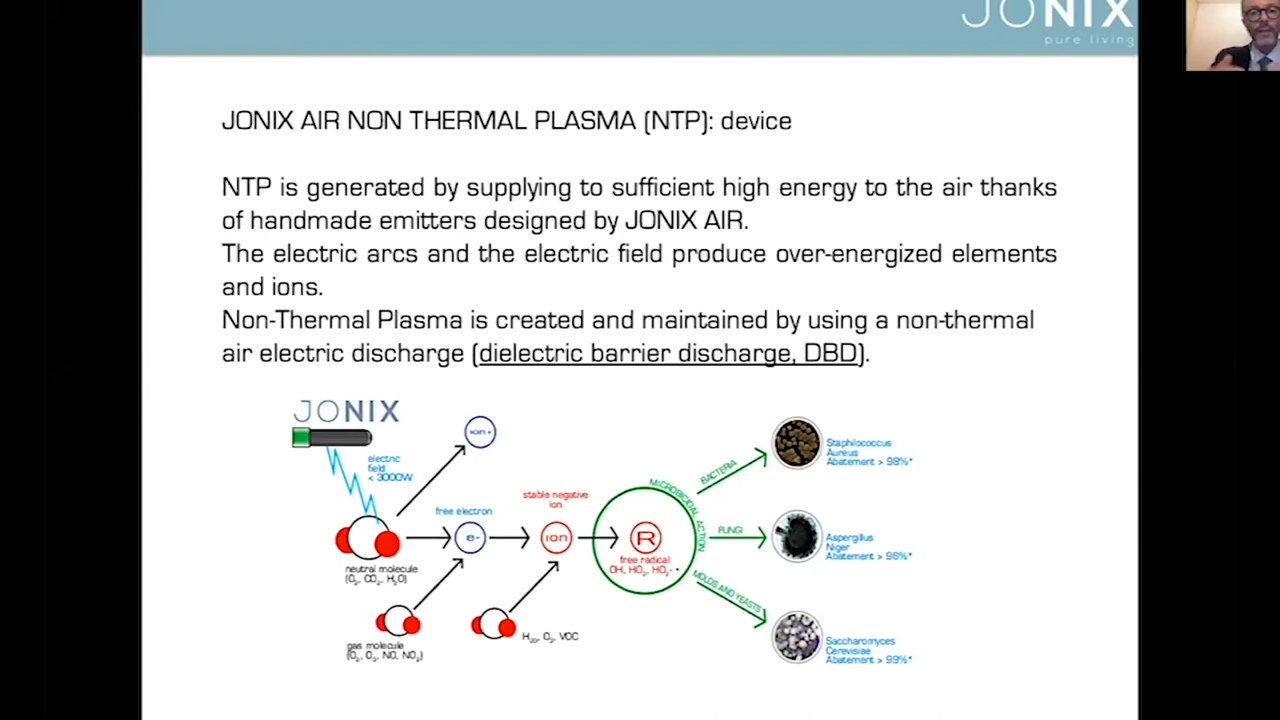 JONIX
pure living
JONIX AIR NON THERMAL PLASMA (NTP): device
NTP is generated by supplying to sufficient high energy to the air thanks
of handmade emitters designed by JONIX AIR.
The electric arcs and the electric field produce over-energized elements
and ions.
Non-Thermal Plasma is created and maintained by using a non-thermal
air electric discharge (dielectric barrier discharge, DBD).
JONIX
electric
field
< 3000W
ion+
free electron
e-
stable negative
ion
ion
MICROBICIDAL ACTION
R
free radical
OH, HO₂, HO₂- •
neutral molecule
(O₂, CO₂, H₂O)
gas molecule
(O₂, O₃, NO, NO₂)
H₂₀, O₂, VOC
BACTERIA
Staphilococcus
Aureus
Abatement > 98%*
FUNGI
Aspergillus
Niger
Abatement > 96%*
MOLDS AND YEASTS
Saccharomyces
Cerevisiae
Abatement > 99%*